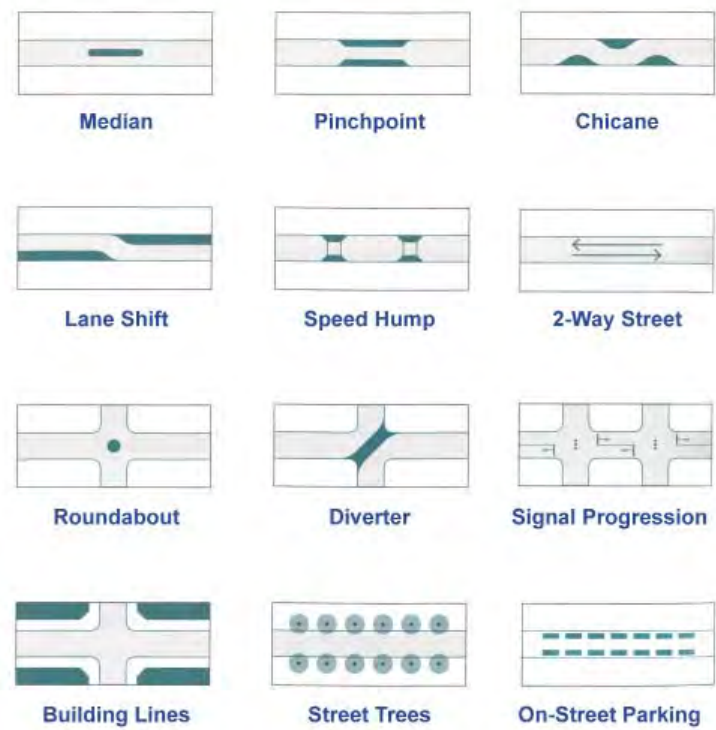 Median
Pinchpoint
Chicane
Lane Shift
Speed Hump
2-Way Street
Roundabout
Diverter
Signal Progression
Building Lines
Street Trees
On-Street Parking